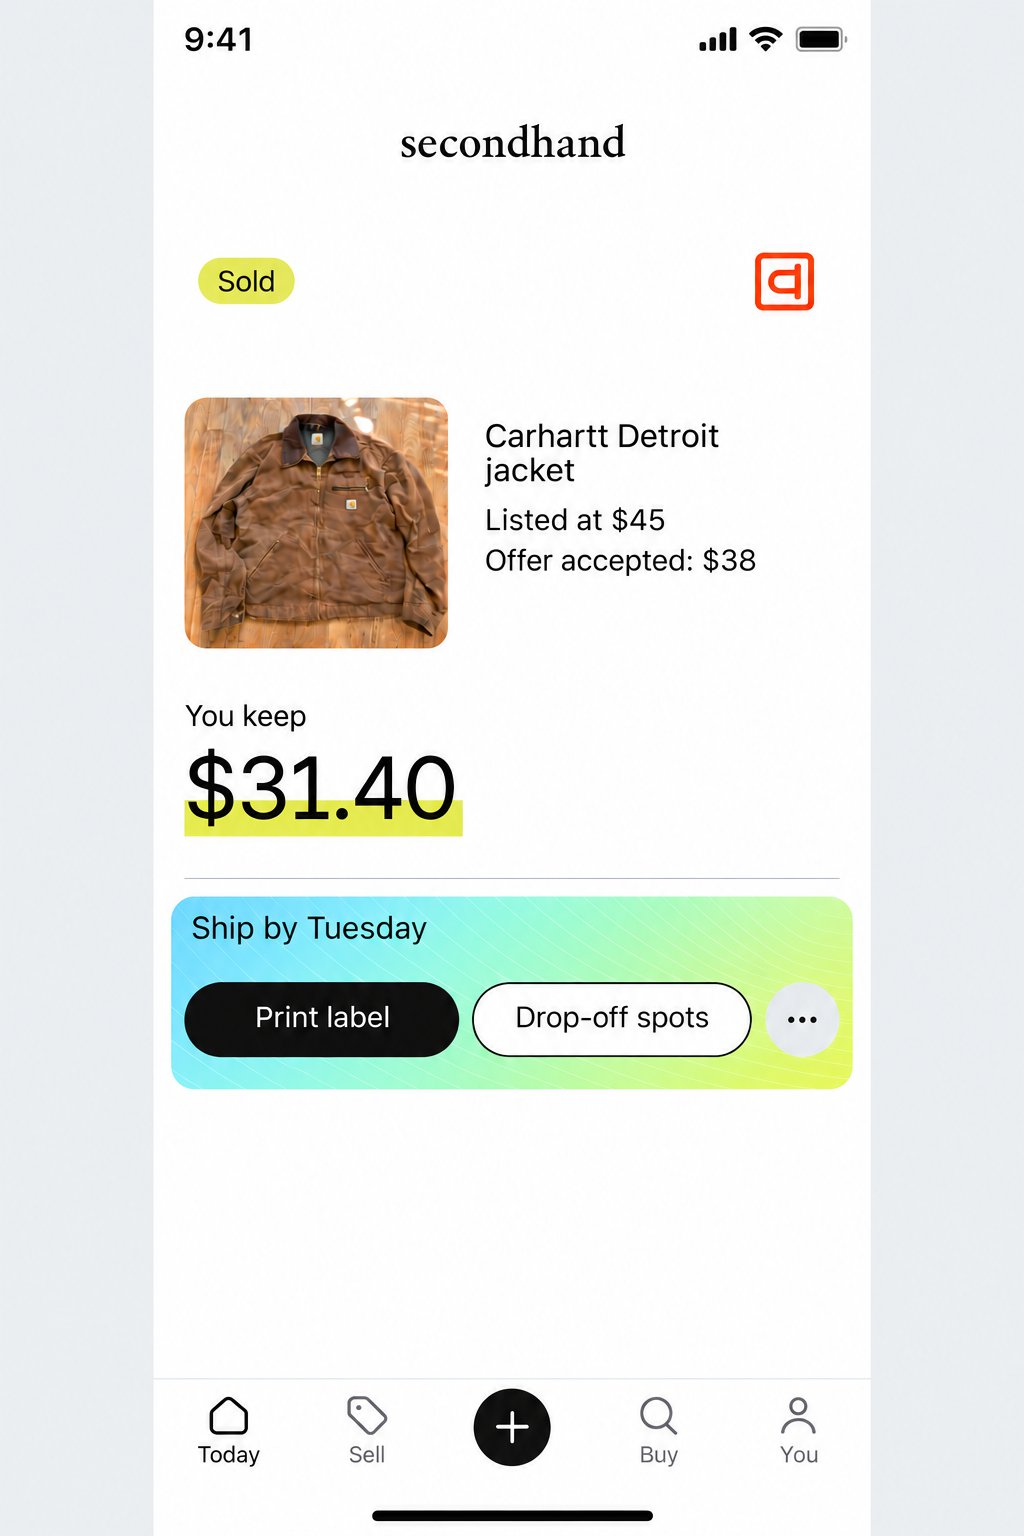 9:41
secondhand
Sold
Carhartt Detroit
jacket
Listed at $45
Offer accepted: $38
You keep
$31.40
Ship by Tuesday
Print label
Drop-off spots
Today
Sell
Buy
You